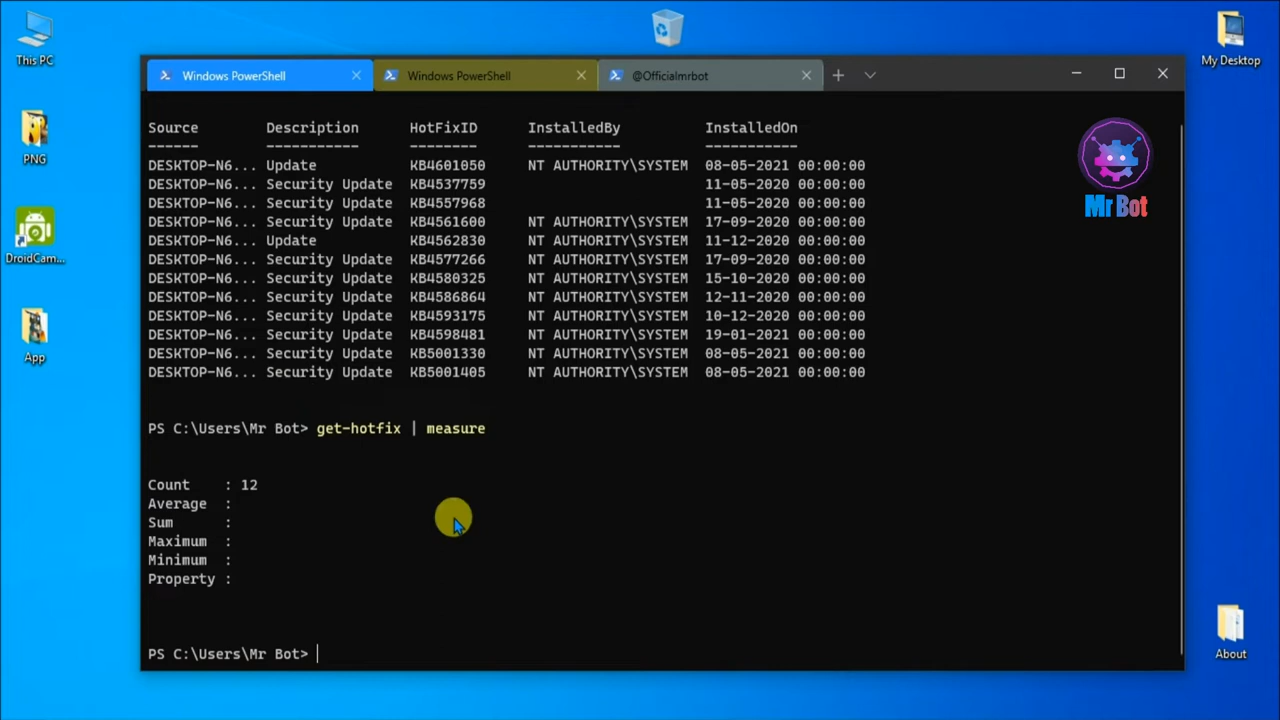 This PC
PNG
DroidCam...
App
My Desktop
About
Windows PowerShell
Windows PowerShell
@Officialmrbot
Mr Bot
Source Description HotFixID InstalledBy InstalledOn
------ ----------- -------- ----------- -----------
DESKTOP-N6... Update KB4601050 NT AUTHORITY\SYSTEM 08-05-2021 00:00:00
DESKTOP-N6... Security Update KB4537759 11-05-2020 00:00:00
DESKTOP-N6... Security Update KB4557968 11-05-2020 00:00:00
DESKTOP-N6... Security Update KB4561600 NT AUTHORITY\SYSTEM 17-09-2020 00:00:00
DESKTOP-N6... Update KB4562830 NT AUTHORITY\SYSTEM 11-12-2020 00:00:00
DESKTOP-N6... Security Update KB4577266 NT AUTHORITY\SYSTEM 17-09-2020 00:00:00
DESKTOP-N6... Security Update KB4580325 NT AUTHORITY\SYSTEM 15-10-2020 00:00:00
DESKTOP-N6... Security Update KB4586864 NT AUTHORITY\SYSTEM 12-11-2020 00:00:00
DESKTOP-N6... Security Update KB4593175 NT AUTHORITY\SYSTEM 10-12-2020 00:00:00
DESKTOP-N6... Security Update KB4598481 NT AUTHORITY\SYSTEM 19-01-2021 00:00:00
DESKTOP-N6... Security Update KB5001330 NT AUTHORITY\SYSTEM 08-05-2021 00:00:00
DESKTOP-N6... Security Update KB5001405 NT AUTHORITY\SYSTEM 08-05-2021 00:00:00
PS C:\Users\Mr Bot> get-hotfix | measure
Count : 12
Average :
Sum :
Maximum :
Minimum :
Property :
PS C:\Users\Mr Bot>